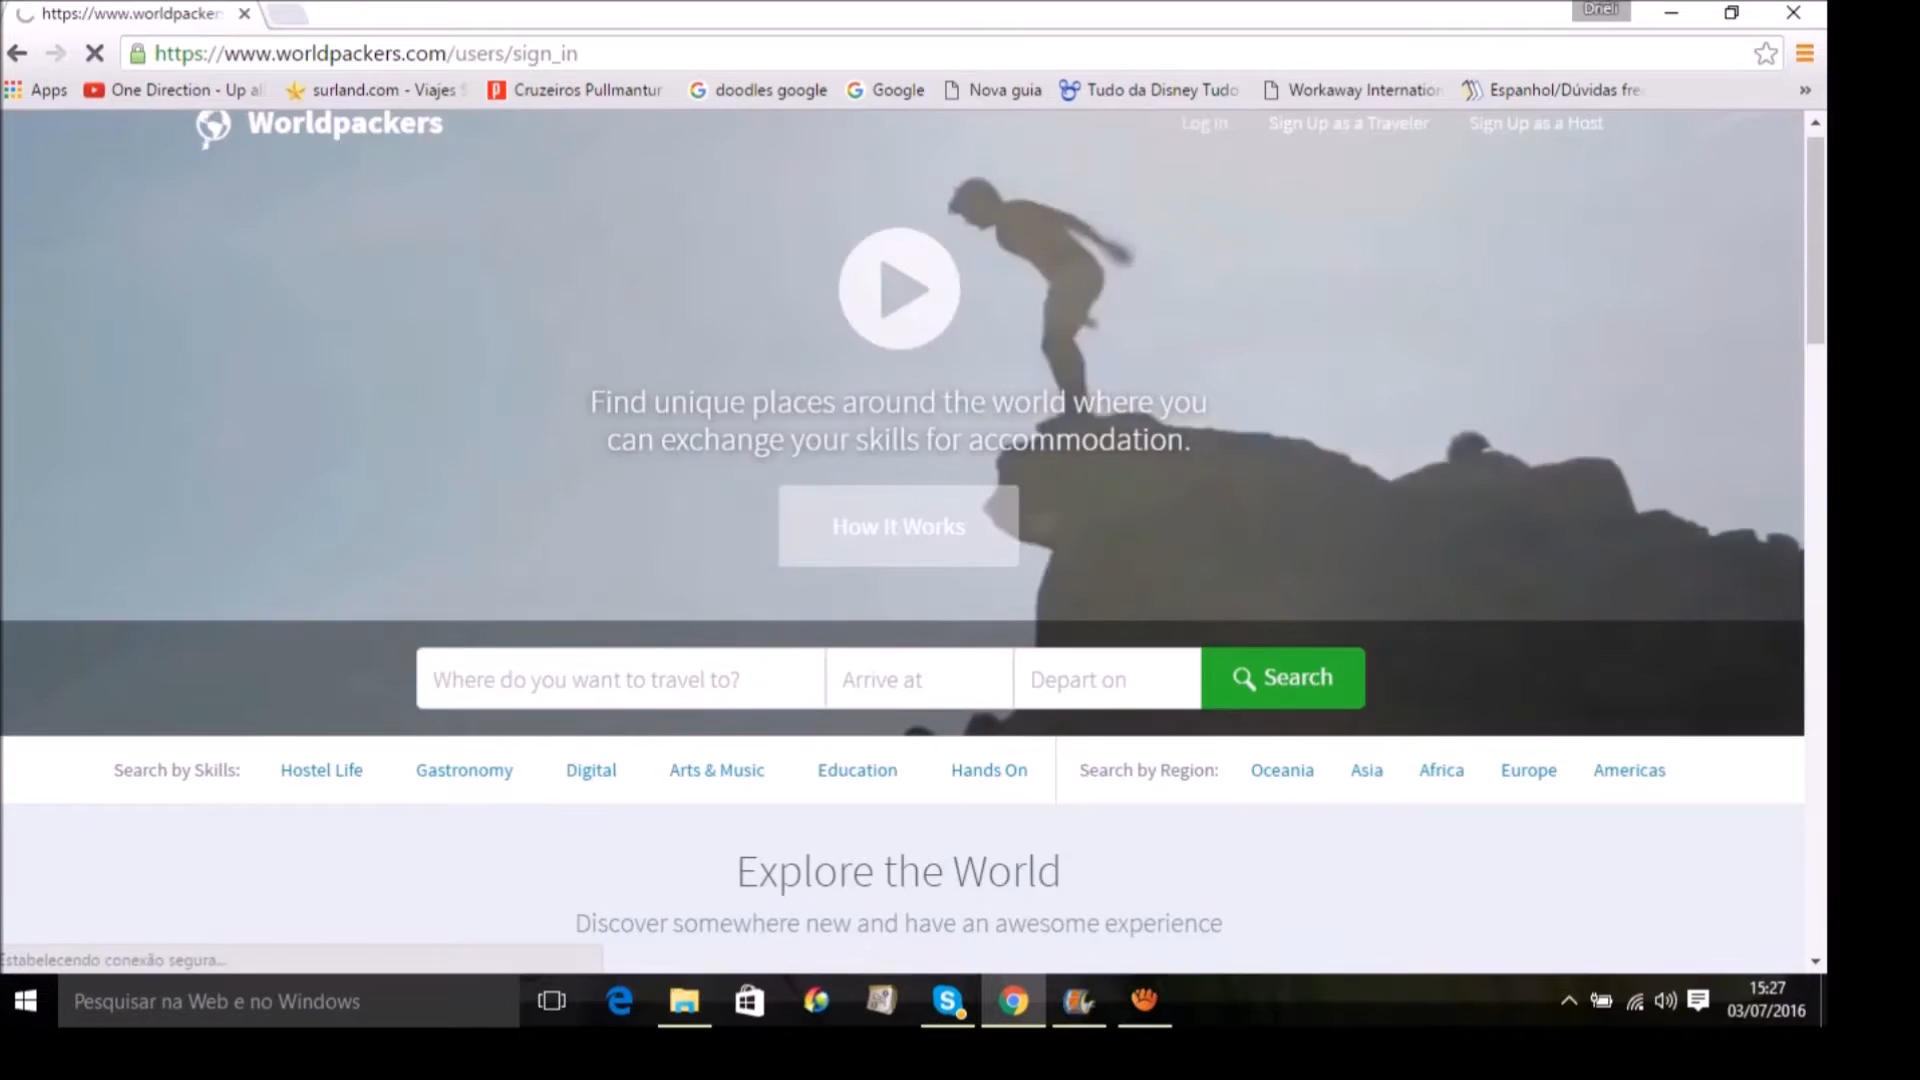 https://www.worldpacker
Drieli
https://www.worldpackers.com/users/sign_in
Apps
One Direction - Up al
surland.com - Viajes S
Cruzeiros Pullmantur
doodles google
Google
Nova guia
Tudo da Disney Tudo
Workaway Internation
Espanhol/Dúvidas fre
»
Worldpackers
Log in
Sign Up as a Traveler
Sign Up as a Host
Find unique places around the world where you
can exchange your skills for accommodation.
How It Works
Where do you want to travel to?
Arrive at
Depart on
Search
Search by Skills:
Hostel Life
Gastronomy
Digital
Arts & Music
Education
Hands On
Search by Region:
Oceania
Asia
Africa
Europe
Americas
Explore the World
Discover somewhere new and have an awesome experience
Estabelecendo conexão segura...
Pesquisar na Web e no Windows
15:27
03/07/2016